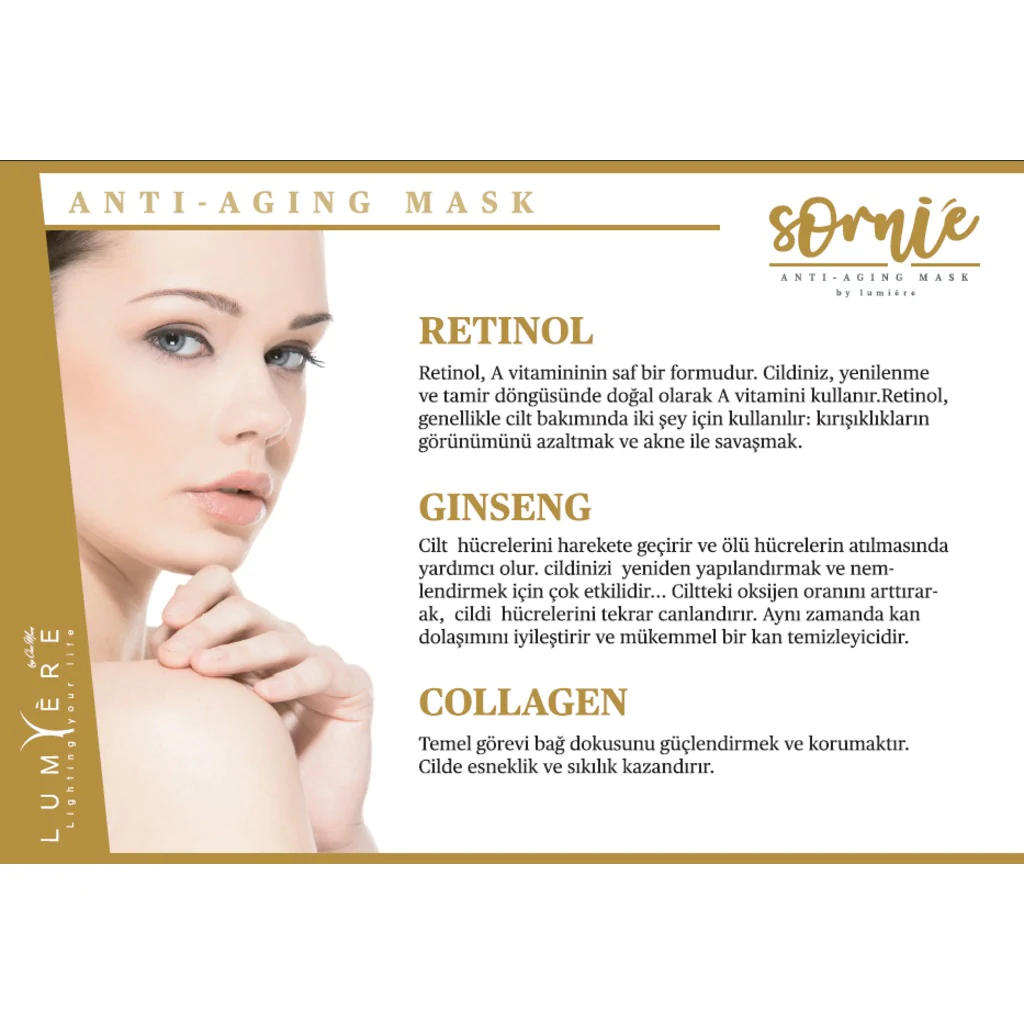 ANTI-AGING MASK
sornié
ANTI-AGING MASK
by lumière
RETINOL
Retinol, A vitamininin saf bir formudur. Cildiniz, yenilenme
ve tamir döngüsünde doğal olarak A vitamini kullanır.Retinol,
genellikle cilt bakımında iki şey için kullanılır: kırışıklıkların
görünümünü azaltmak ve akne ile savaşmak.
GINSENG
Cilt hücrelerini harekete geçirir ve ölü hücrelerin atılmasında
yardımcı olur. cildinizi yeniden yapılandırmak ve nem-
lendirmek için çok etkilidir... Ciltteki oksijen oranını arttırar-
ak, cildi hücrelerini tekrar canlandırır. Aynı zamanda kan
dolaşımını iyileştirir ve mükemmel bir kan temizleyicidir.
COLLAGEN
Temel görevi bağ dokusunu güçlendirmek ve korumaktır.
Cilde esneklik ve sıkılık kazandırır.
LUMIÈRE
Lighting your life